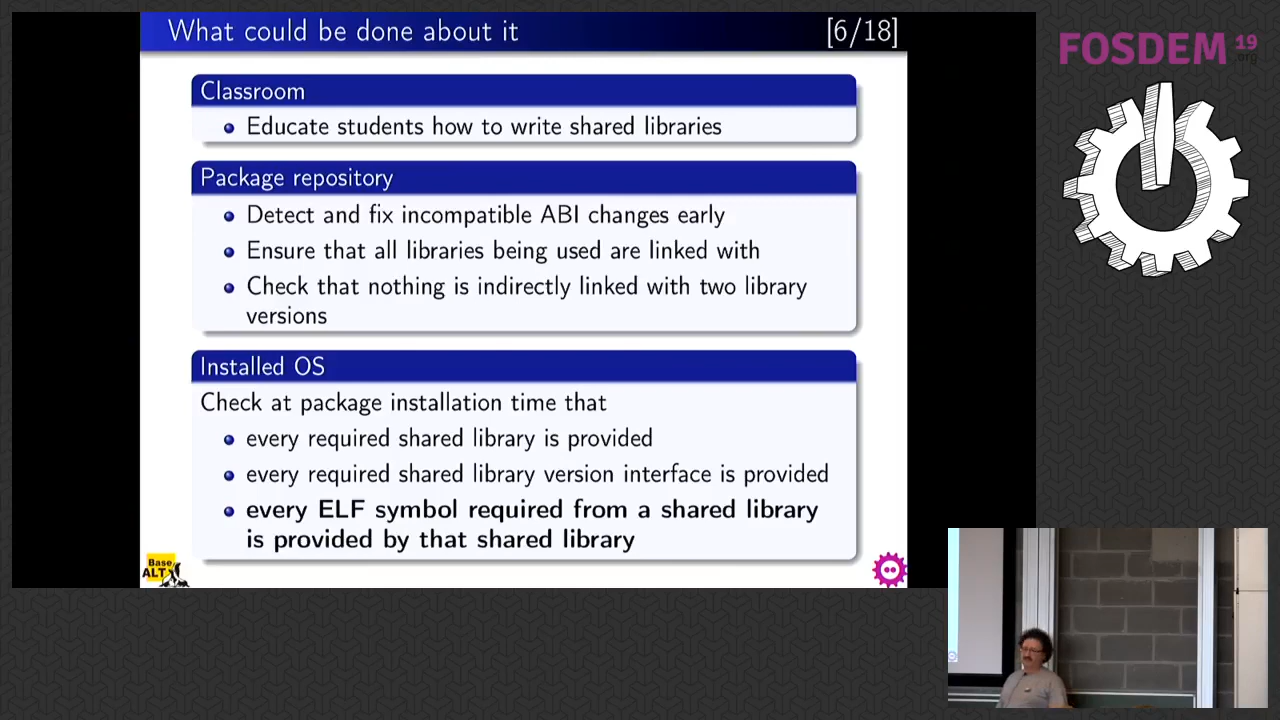 What could be done about it
[6/18]
FOSDEM 19
.org
Classroom
Educate students how to write shared libraries
Package repository
Detect and fix incompatible ABI changes early
Ensure that all libraries being used are linked with
Check that nothing is indirectly linked with two library
versions
Installed OS
Check at package installation time that
every required shared library is provided
every required shared library version interface is provided
every ELF symbol required from a shared library
is provided by that shared library
Base
ALT